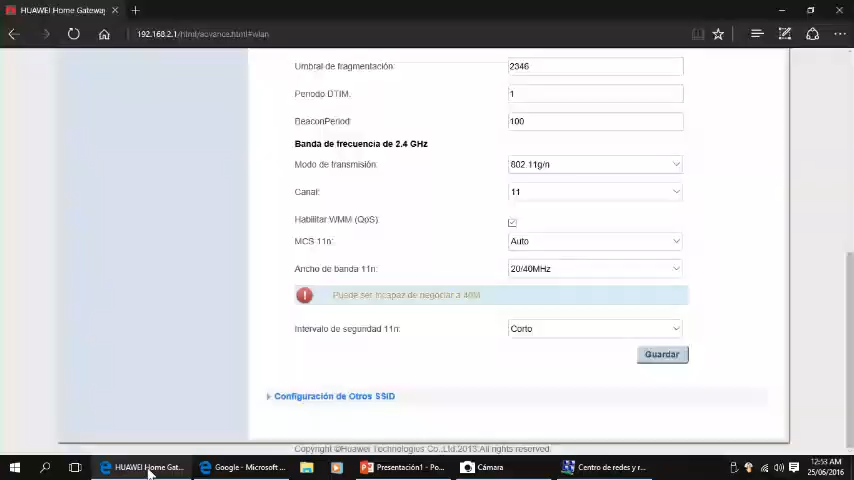 HUAWEI Home Gateway
192.168.2.1/html/advance.html#wlan
Umbral de fragmentación: 2346
Periodo DTIM: 1
BeaconPeriod: 100
Banda de frecuencia de 2.4 GHz
Modo de transmisión: 802.11g/n
Canal: 11
Habilitar WMM (QoS)
MCS 11n: Auto
Ancho de banda 11n: 20/40MHz
Puede ser incapaz de negociar a 40M
Intervalo de seguridad 11n: Corto
Guardar
Configuración de Otros SSID
Copyright ©Huawei Technologies Co.,Ltd.2013.All rights reserved.
HUAWEI Home Gat... Google - Microsoft ... Presentación1 - Po... Cámara Centro de redes y r... 12:53 AM
25/06/2016